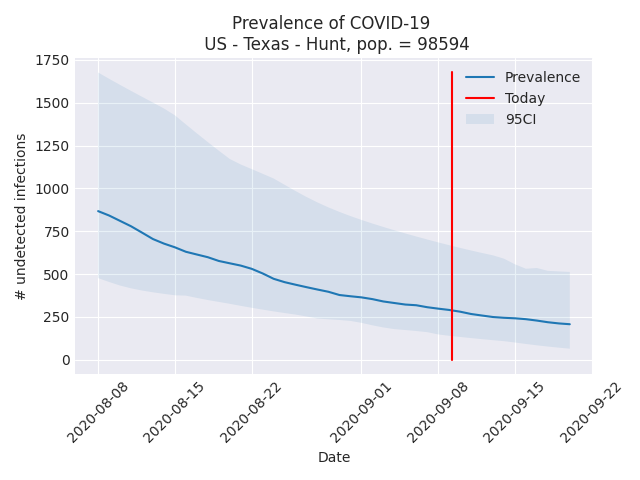 Prevalence of COVID-19
US - Texas - Hunt, pop. = 98594
1750
1500
1250
1000
750
500
250
0
# undetected infections
Prevalence
Today
95CI
2020-08-08
2020-08-15
2020-08-22
2020-09-01
2020-09-08
2020-09-15
2020-09-22
Date